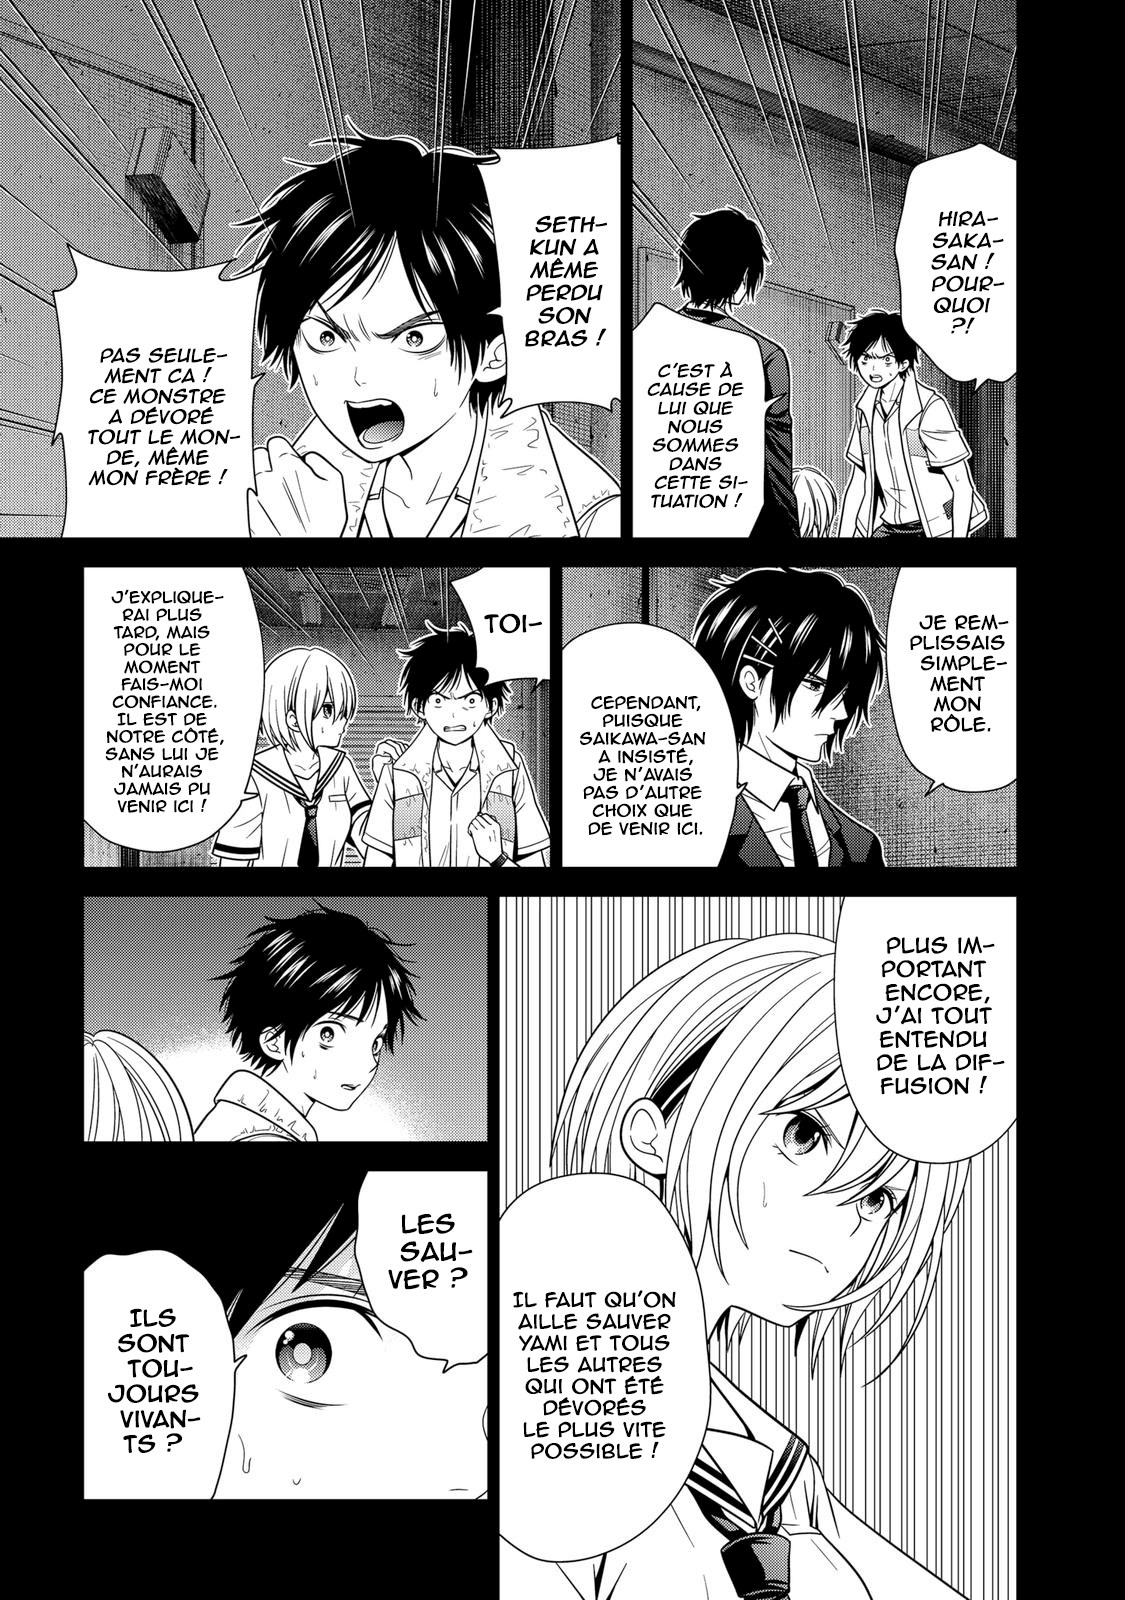 HIRA-
SAKA-
SAN !
POUR-
QUOI
?!
C'EST À
CAUSE DE
LUI QUE
NOUS
SOMMES
DANS
CETTE SI-
TUATION !
SETH-
KUN A
MÊME
PERDU
SON
BRAS !
PAS SEULE-
MENT ÇA !
CE MONSTRE
A DÉVORÉ
TOUT LE MON-
DE, MÊME
MON FRÈRE !
JE REM-
PLISSAIS
SIMPLE-
MENT
MON
RÔLE.
CEPENDANT,
PUISQUE
SAIKAWA-SAN
A INSISTÉ,
JE N'AVAIS
PAS D'AUTRE
CHOIX QUE
DE VENIR ICI.
TOI-
J'EXPLIQUE-
RAI PLUS
TARD, MAIS
POUR LE
MOMENT
FAIS-MOI
CONFIANCE.
IL EST DE
NOTRE CÔTÉ,
SANS LUI JE
N'AURAIS
JAMAIS PU
VENIR ICI !
PLUS IM-
PORTANT
ENCORE,
J'AI TOUT
ENTENDU
DE LA DIF-
FUSION !
IL FAUT QU'ON
AILLE SAUVER
YAMI ET TOUS
LES AUTRES
QUI ONT ÉTÉ
DÉVORÉS
LE PLUS VITE
POSSIBLE !
LES
SAU-
VER ?
ILS
SONT
TOU-
JOURS
VIVAN-
TS ?